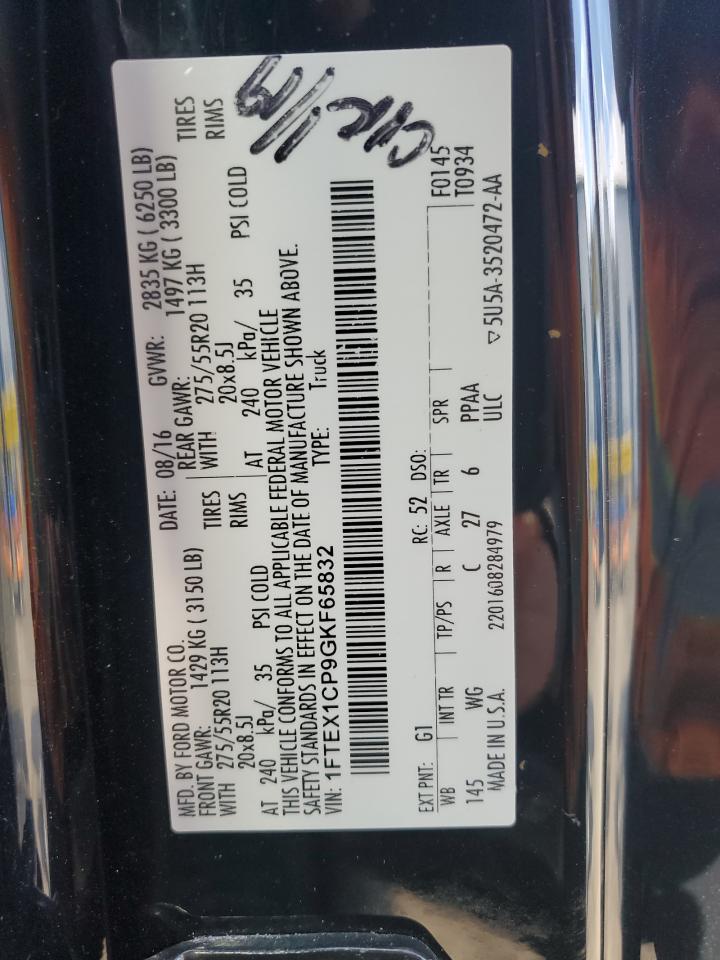 MFD. BY FORD MOTOR CO.
DATE: 08/16 GVWR: 2835 KG ( 6250 LB)
FRONT GAWR: 1429 KG ( 3150 LB) REAR GAWR: 1497 KG ( 3300 LB)
WITH 275/55R20 113H TIRES WITH 275/55R20 113H TIRES
20x8.5J RIMS 20x8.5J RIMS
AT 240 kPa/ 35 PSI COLD AT 240 kPa/ 35 PSI COLD
THIS VEHICLE CONFORMS TO ALL APPLICABLE FEDERAL MOTOR VEHICLE
SAFETY STANDARDS IN EFFECT ON THE DATE OF MANUFACTURE SHOWN ABOVE.
VIN: 1FTEX1CP9GKF65832 TYPE: Truck
EXT PNT: G1 RC: 52 DSO: F0145
WB INT TR TP/PS R AXLE TR SPR T0934
145 WG C 27 6 PPAA
MADE IN U.S.A. 2201608284979 ULC
▽5U5A-3520472-AA